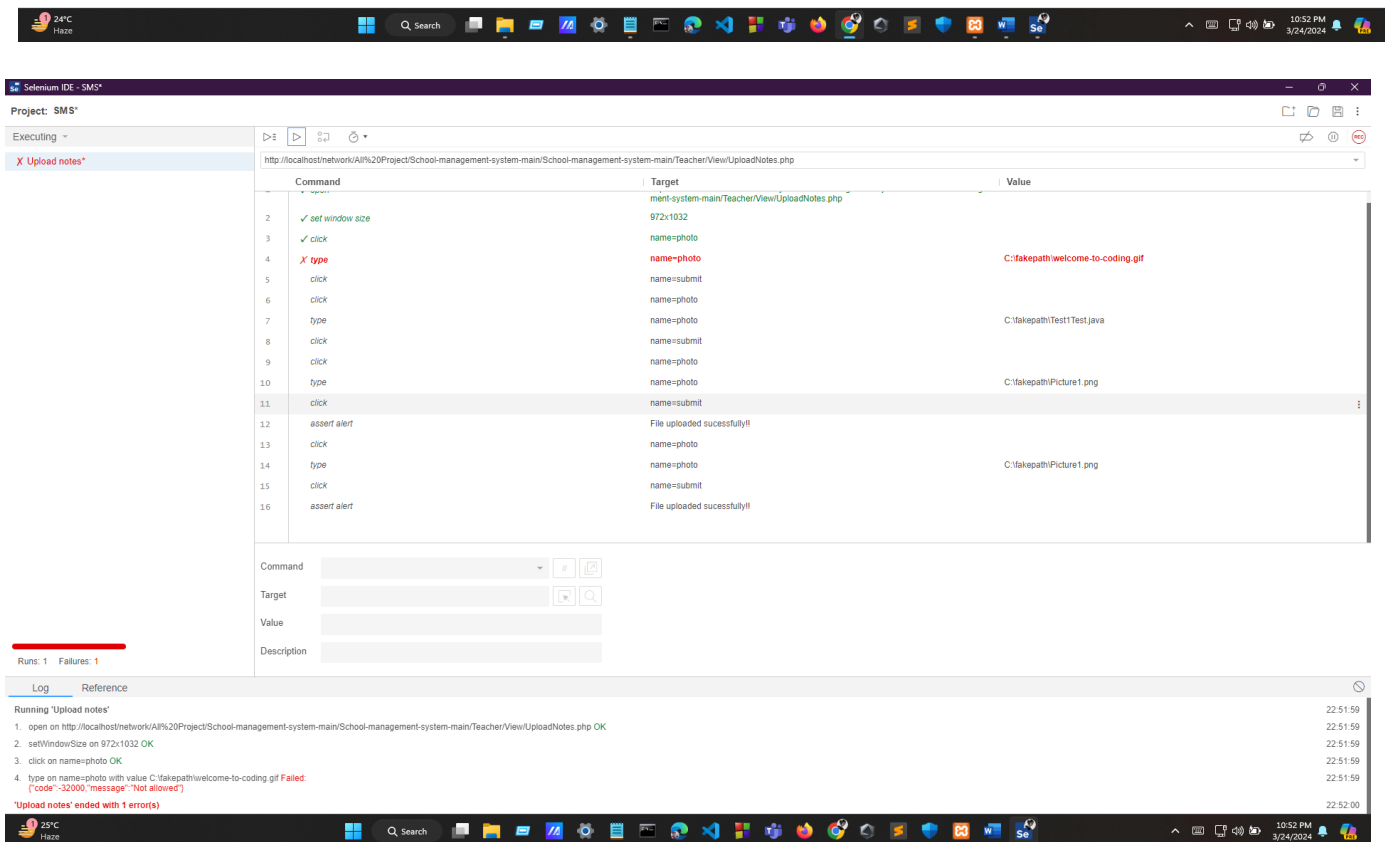 1
24°C
Haze
Search
10:52 PM
3/24/2024
PRE
Se Selenium IDE - SMS*
Project: SMS*
Executing
http://localhost/network/All%20Project/School-management-system-main/School-management-system-main/Teacher/View/UploadNotes.php
REC
X Upload notes*
Command Target Value
ment-system-main/Teacher/View/UploadNotes.php
2 ✓ set window size 972x1032
3 ✓ click name=photo
4 X type name=photo C:\fakepath\welcome-to-coding.gif
5 click name=submit
6 click name=photo
7 type name=photo C:\fakepath\Test1Test.java
8 click name=submit
9 click name=photo
10 type name=photo C:\fakepath\Picture1.png
11 click name=submit
12 assert alert File uploaded sucessfully!!
13 click name=photo
14 type name=photo C:\fakepath\Picture1.png
15 click name=submit
16 assert alert File uploaded sucessfully!!
Command //
Target
Value
Description
Runs: 1 Failures: 1
Log Reference
Running 'Upload notes' 22:51:59
1. open on http://localhost/network/All%20Project/School-management-system-main/School-management-system-main/Teacher/View/UploadNotes.php OK 22:51:59
2. setWindowSize on 972x1032 OK 22:51:59
3. click on name=photo OK 22:51:59
4. type on name=photo with value C:\fakepath\welcome-to-coding.gif Failed: 22:51:59
{"code":-32000,"message":"Not allowed"}
'Upload notes' ended with 1 error(s) 22:52:00
1
25°C
Haze
Search
Se
10:52 PM
3/24/2024
PRE